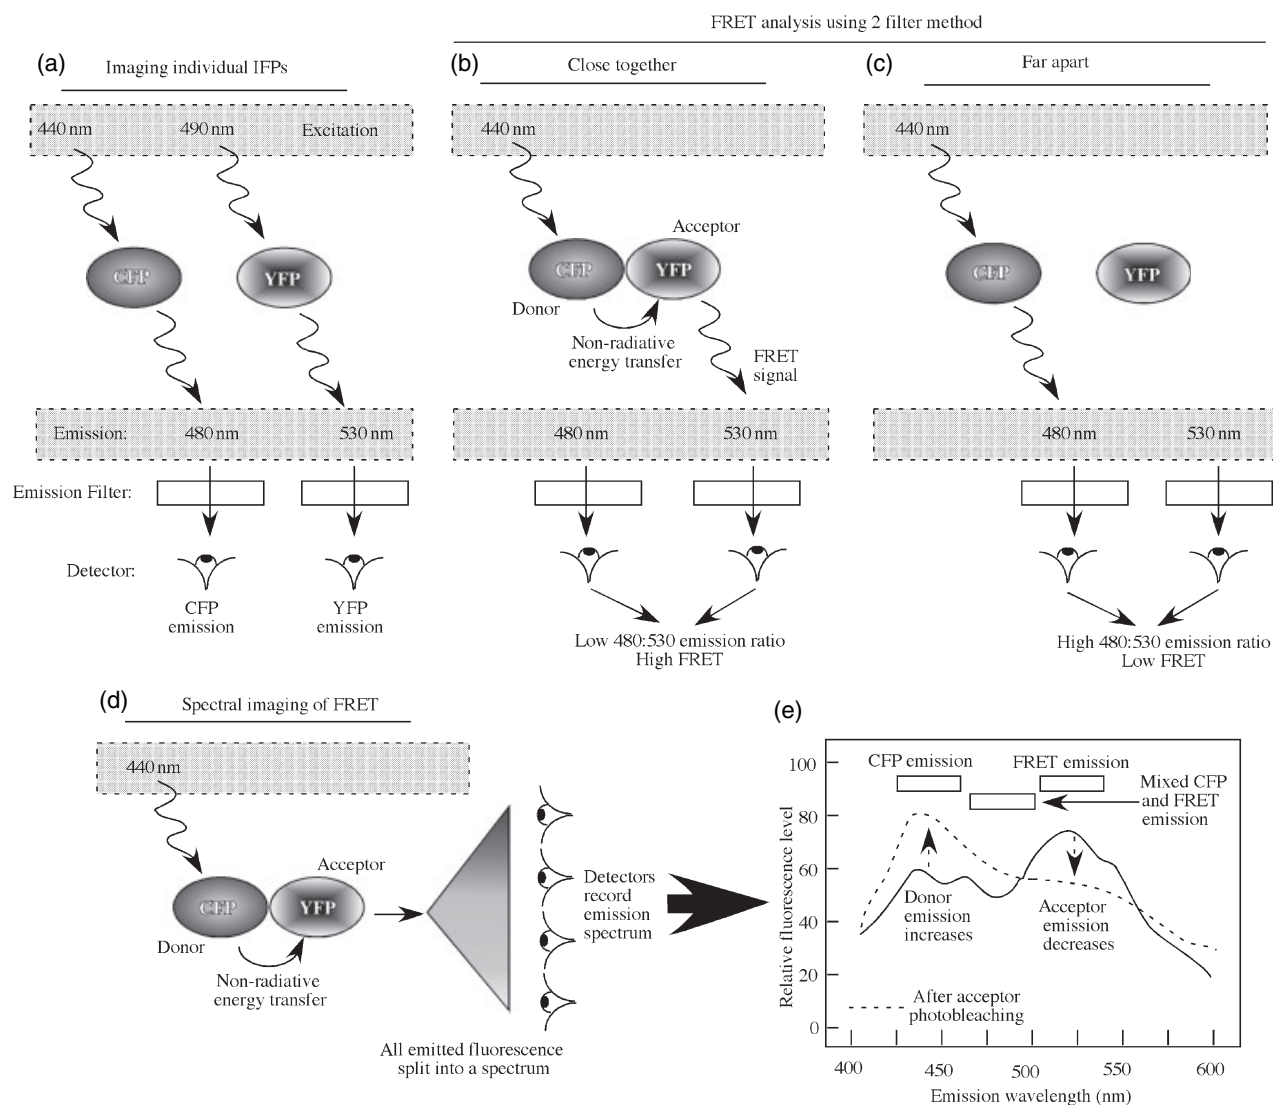 FRET analysis using 2 filter method
(a)
Imaging individual IFPs
(b)
Close together
(c)
Far apart
440 nm
490 nm
Excitation
440 nm
440 nm
CFP
YFP
Acceptor
CFP
YFP
Donor
Non-radiative
energy transfer
FRET
signal
CFP
YFP
Emission:
480 nm
530 nm
480 nm
530 nm
480 nm
530 nm
Emission Filter:
Detector:
CFP
emission
YFP
emission
Low 480:530 emission ratio
High FRET
High 480:530 emission ratio
Low FRET
(d)
Spectral imaging of FRET
440 nm
Acceptor
CFP
YFP
Donor
Non-radiative
energy transfer
All emitted fluorescence
split into a spectrum
Detectors
record
emission
spectrum
(e)
Relative fluorescence level
100
80
60
40
20
0
CFP emission
FRET emission
Mixed CFP
and FRET
emission
Donor
emission
increases
Acceptor
emission
decreases
After acceptor
photobleaching
400
450
500
550
600
Emission wavelength (nm)